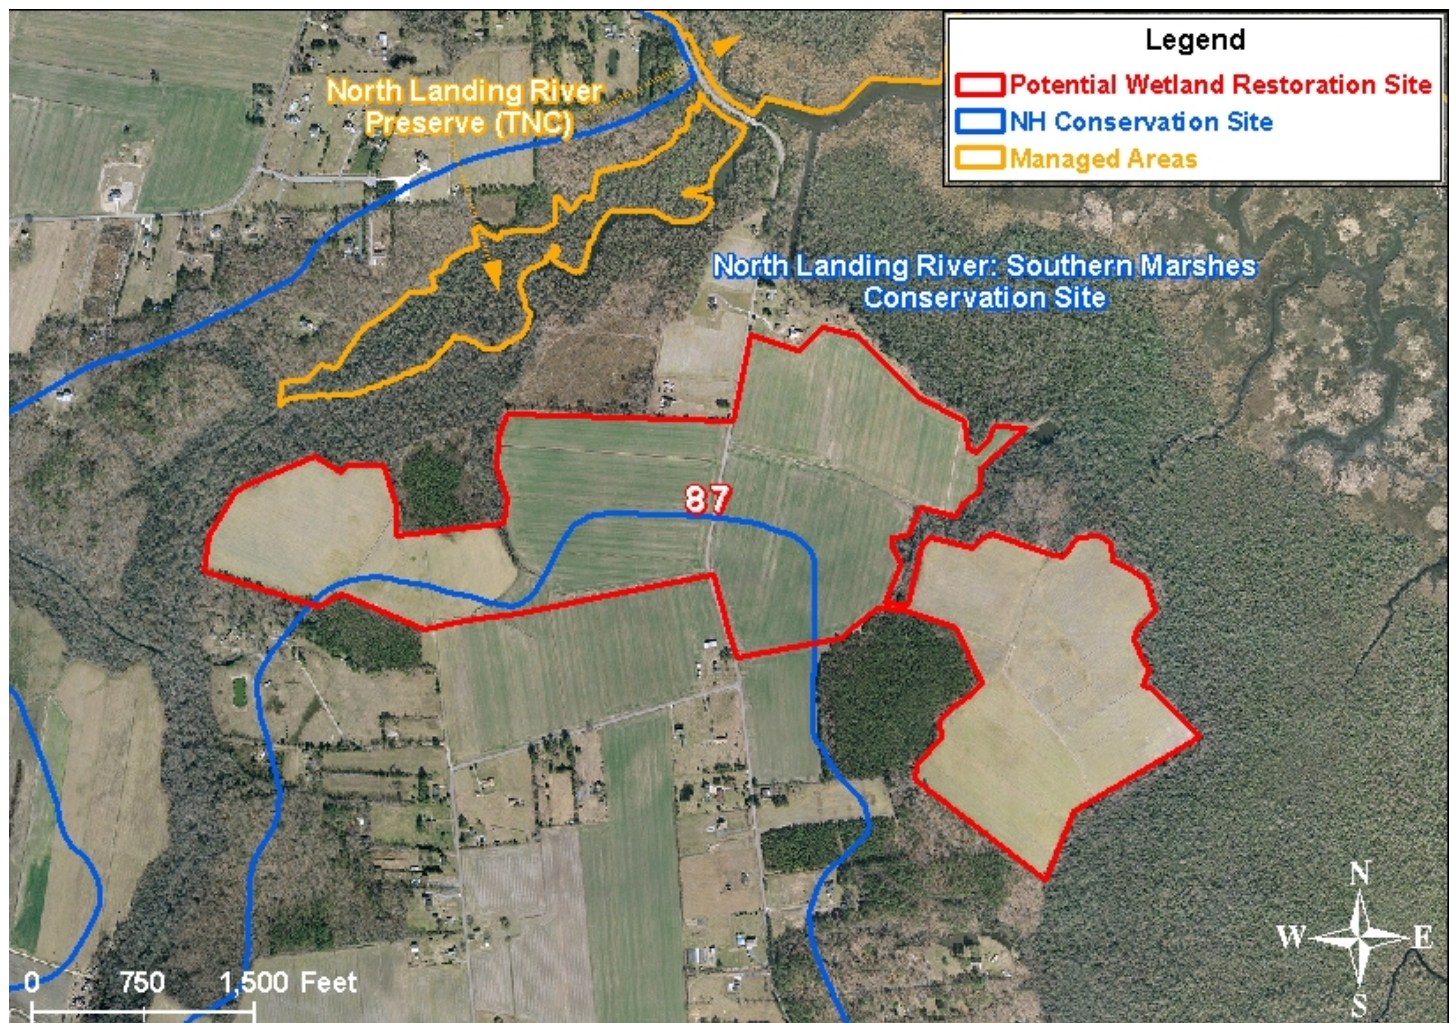 Legend
Potential Wetland Restoration Site
NH Conservation Site
Managed Areas
North Landing River
Preserve (TNC)
North Landing River: Southern Marshes
Conservation Site
87
N
W E
S
0 750 1,500 Feet